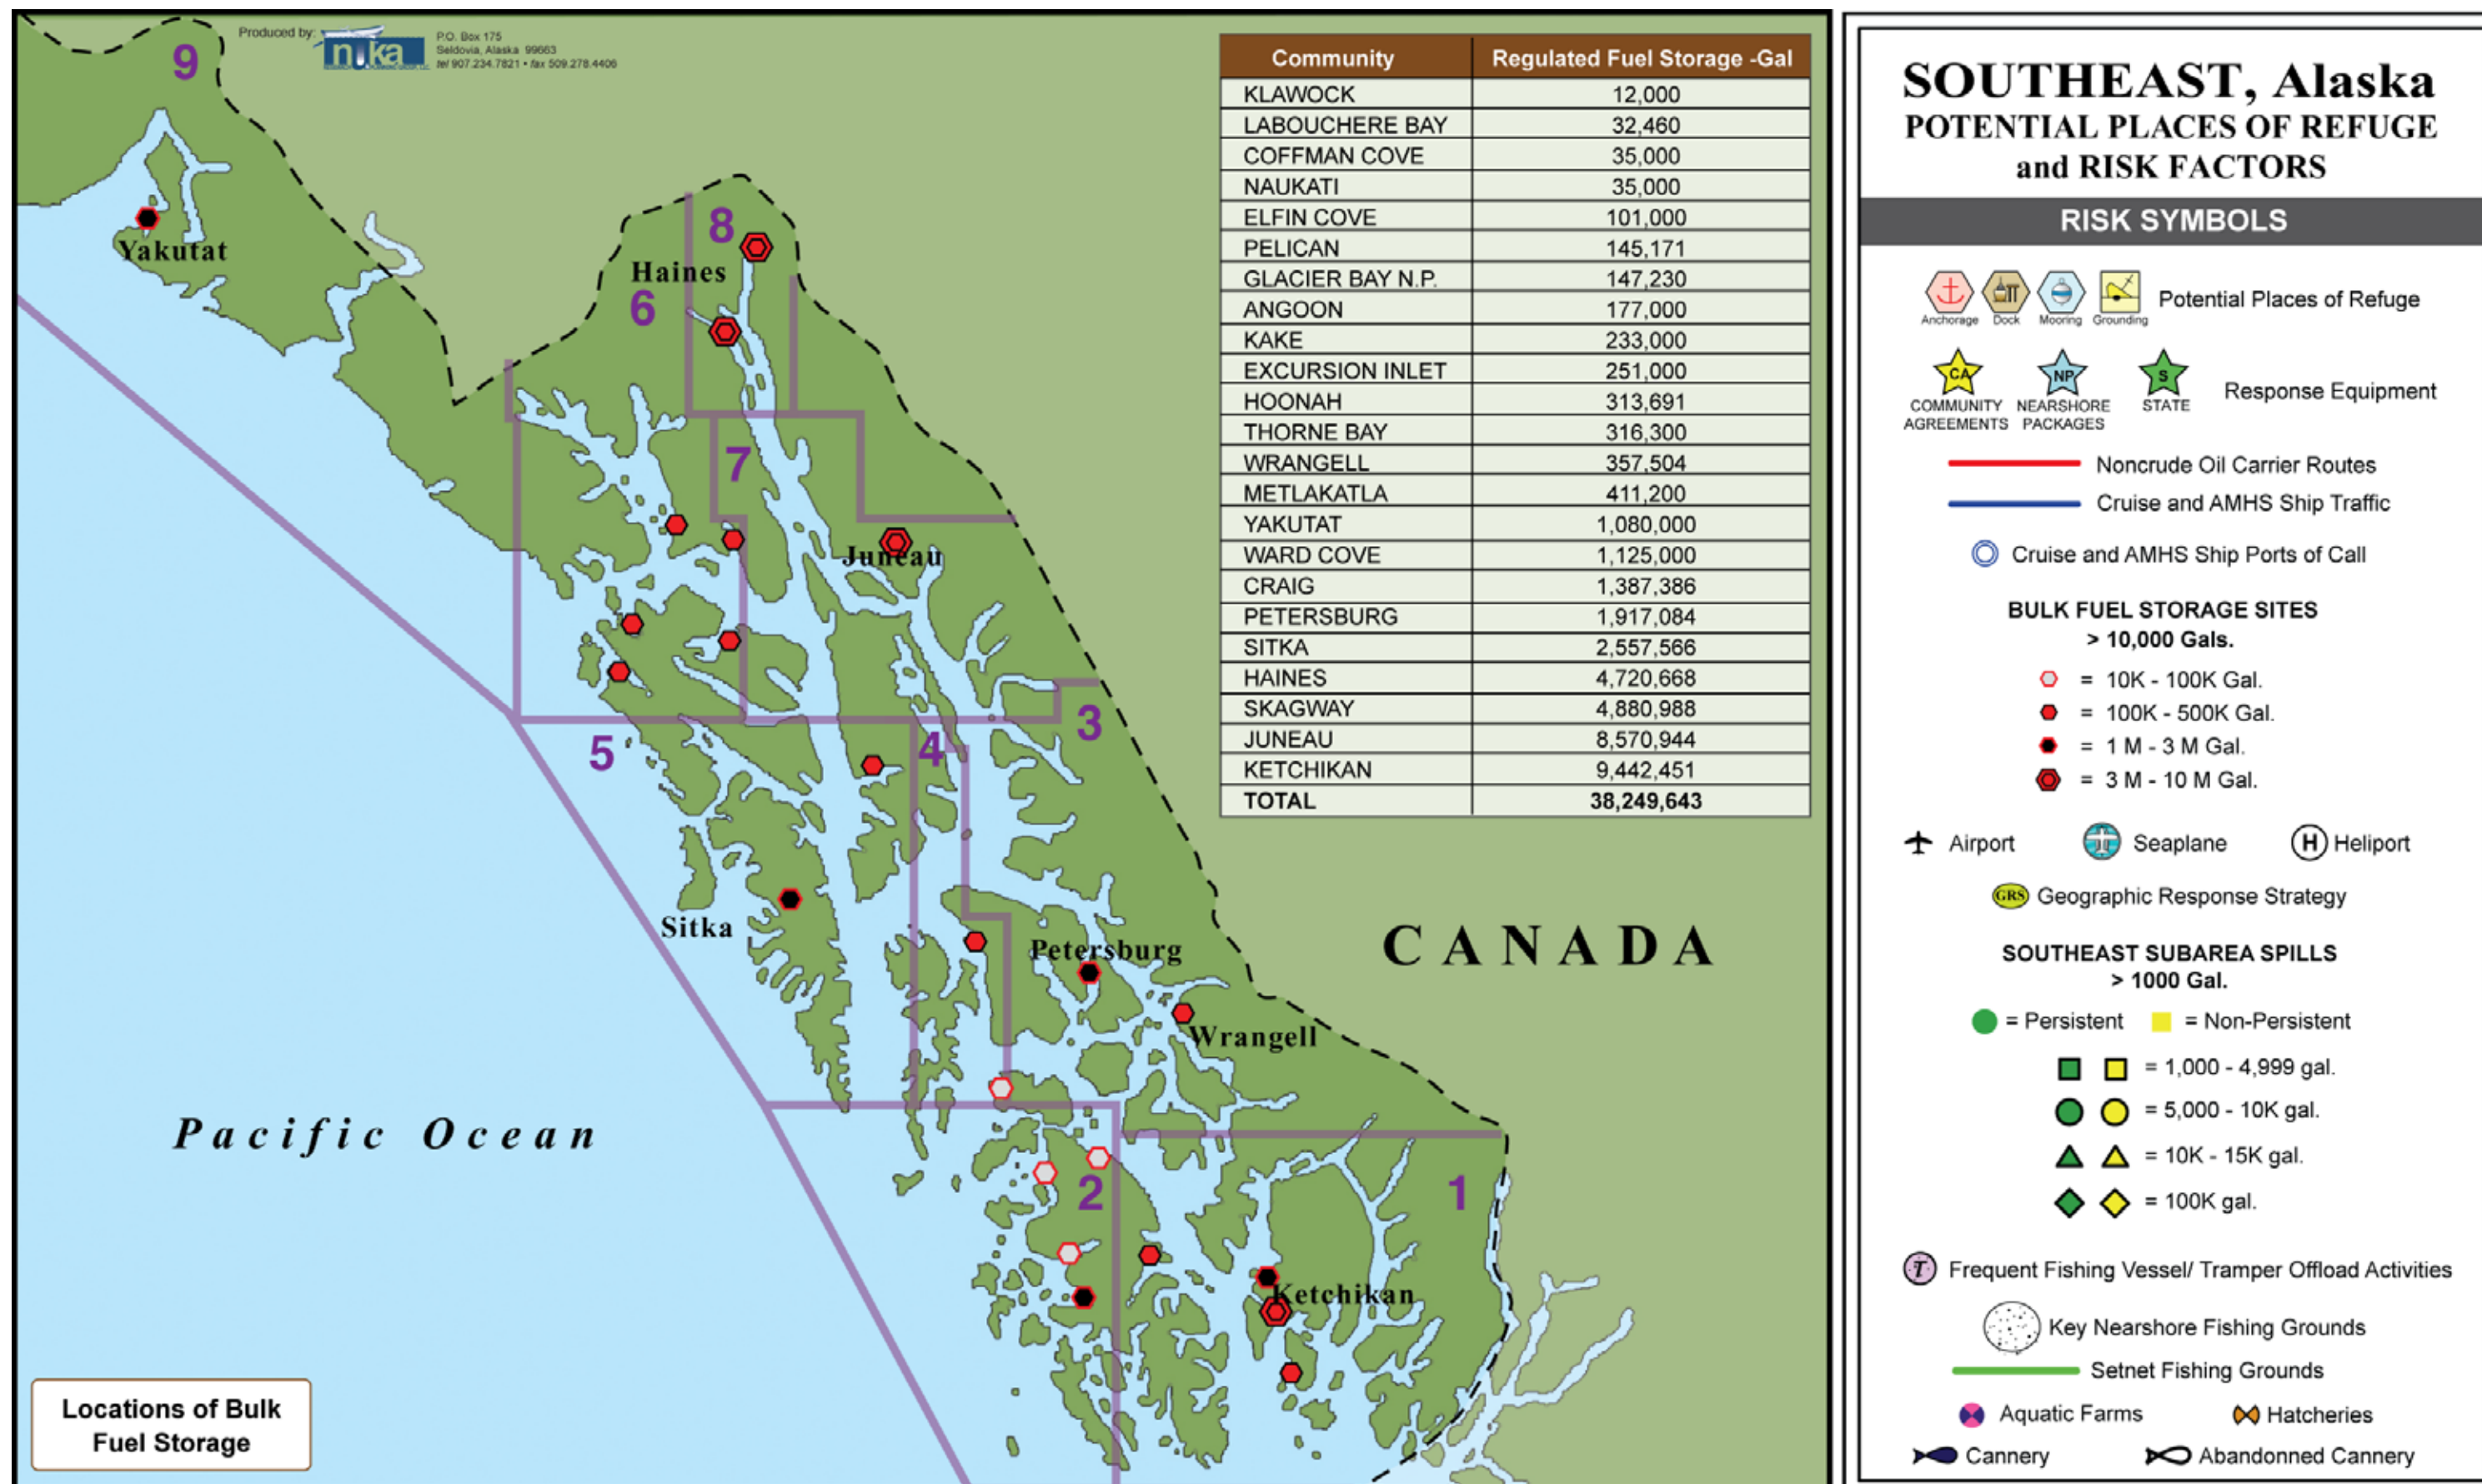 Produced by:
nuka
P.O. Box 175
Seldovia, Alaska 99663
tel 907.234.7821 • fax 509.278.4406
9
Yakutat
8
Haines
6
7
Juneau
3
4
5
Sitka
Petersburg
Wrangell
CANADA
Pacific Ocean
2
1
Ketchikan
Locations of Bulk
Fuel Storage
Community Regulated Fuel Storage -Gal
KLAWOCK 12,000
LABOUCHERE BAY 32,460
COFFMAN COVE 35,000
NAUKATI 35,000
ELFIN COVE 101,000
PELICAN 145,171
GLACIER BAY N.P. 147,230
ANGOON 177,000
KAKE 233,000
EXCURSION INLET 251,000
HOONAH 313,691
THORNE BAY 316,300
WRANGELL 357,504
METLAKATLA 411,200
YAKUTAT 1,080,000
WARD COVE 1,125,000
CRAIG 1,387,386
PETERSBURG 1,917,084
SITKA 2,557,566
HAINES 4,720,668
SKAGWAY 4,880,988
JUNEAU 8,570,944
KETCHIKAN 9,442,451
TOTAL 38,249,643
SOUTHEAST, Alaska
POTENTIAL PLACES OF REFUGE
and RISK FACTORS
RISK SYMBOLS
Anchorage Dock Mooring Grounding Potential Places of Refuge
CA NP S
COMMUNITY AGREEMENTS NEARSHORE PACKAGES STATE Response Equipment
Noncrude Oil Carrier Routes
Cruise and AMHS Ship Traffic
Cruise and AMHS Ship Ports of Call
BULK FUEL STORAGE SITES
> 10,000 Gals.
= 10K - 100K Gal.
= 100K - 500K Gal.
= 1 M - 3 M Gal.
= 3 M - 10 M Gal.
Airport Seaplane H Heliport
GRS Geographic Response Strategy
SOUTHEAST SUBAREA SPILLS
> 1000 Gal.
= Persistent = Non-Persistent
= 1,000 - 4,999 gal.
= 5,000 - 10K gal.
= 10K - 15K gal.
= 100K gal.
T Frequent Fishing Vessel/ Tramper Offload Activities
Key Nearshore Fishing Grounds
Setnet Fishing Grounds
Aquatic Farms Hatcheries
Cannery Abandonned Cannery